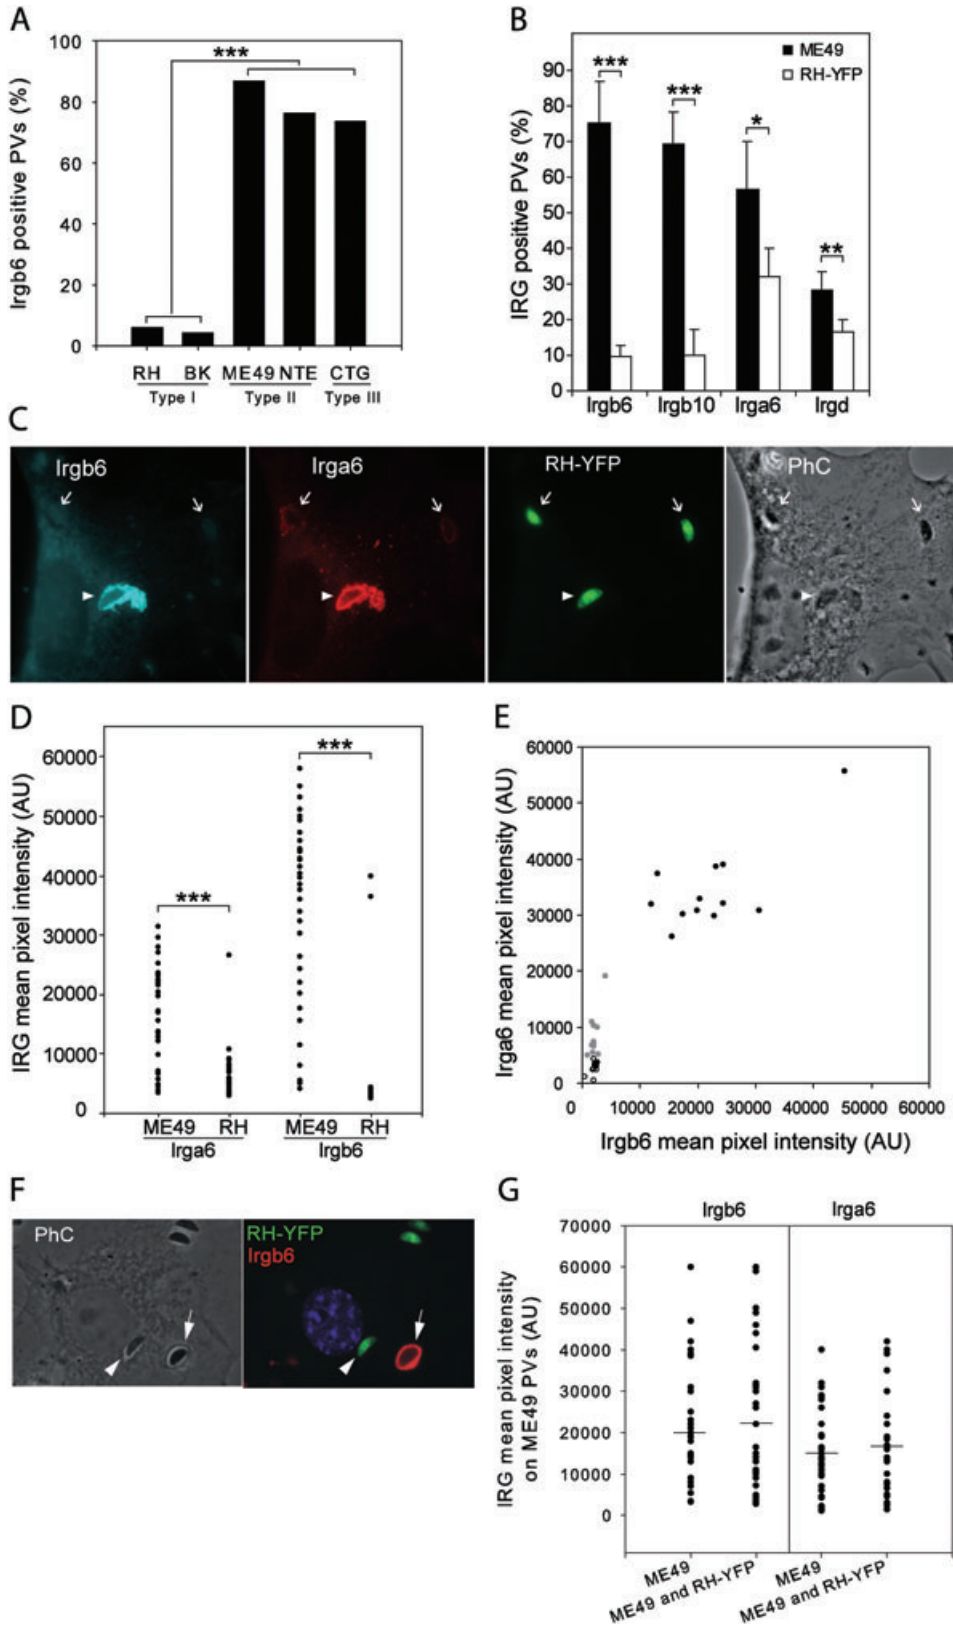 A
Irgb6 positive PVs (%)
100
80
60
40
20
0
***
RH BK ME49 NTE CTG
Type I Type II Type III
B
IRG positive PVs (%)
90
80
70
60
50
40
30
20
10
0
ME49
RH-YFP
*** *** * **
Irgb6 Irgb10 Irga6 Irgd
C
Irgb6 Irga6 RH-YFP PhC
D
IRG mean pixel intensity (AU)
60000
50000
40000
30000
20000
10000
0
*** ***
ME49 RH ME49 RH
Irga6 Irgb6
E
Irga6 mean pixel intensity (AU)
60000
50000
40000
30000
20000
10000
0
0 10000 20000 30000 40000 50000 60000
Irgb6 mean pixel intensity (AU)
F
PhC RH-YFP
Irgb6
G
Irgb6 Irga6
IRG mean pixel intensity
on ME49 PVs (AU)
70000
60000
50000
40000
30000
20000
10000
0
ME49
ME49 and RH-YFP
ME49
ME49 and RH-YFP